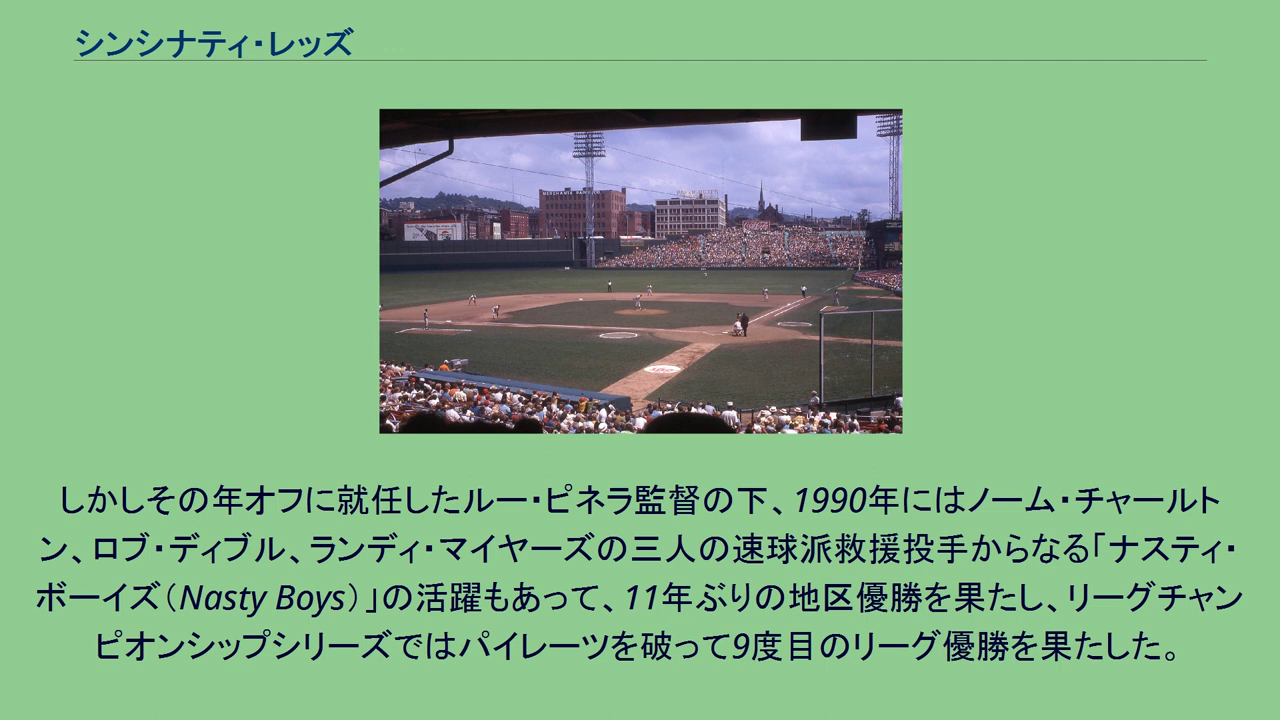 シンシナティ・レッズ
MERCHANTS PAPER CO.
しかしその年オフに就任したルー・ピネラ監督の下、1990年にはノーム・チャールト
ン、ロブ・ディブル、ランディ・マイヤーズの三人の速球派救援投手からなる「ナスティ・
ボーイズ（Nasty Boys）」の活躍もあって、11年ぶりの地区優勝を果たし、リーグチャン
ピオンシップシリーズではパイレーツを破って9度目のリーグ優勝を果たした。